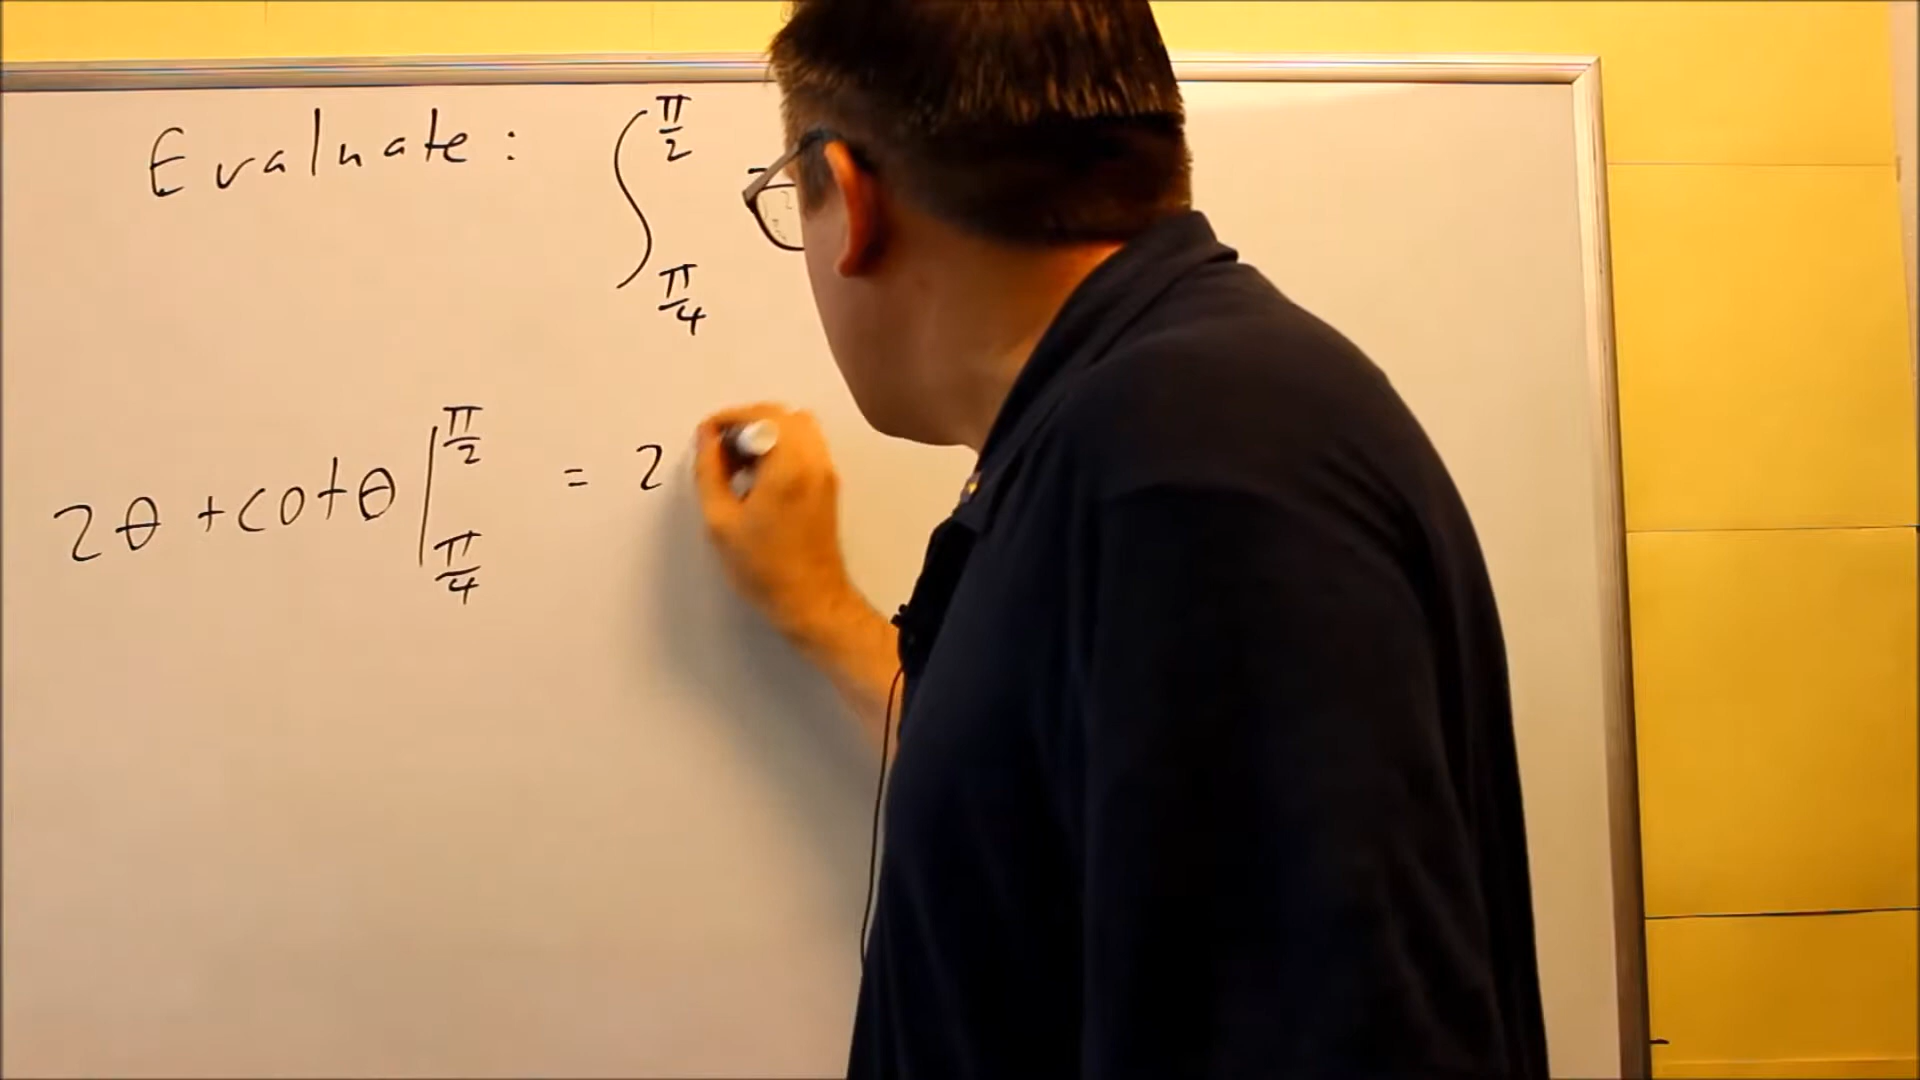 Evaluate: ∫_{π/4}^{π/2}
2θ + cot θ |_{π/4}^{π/2} = 2